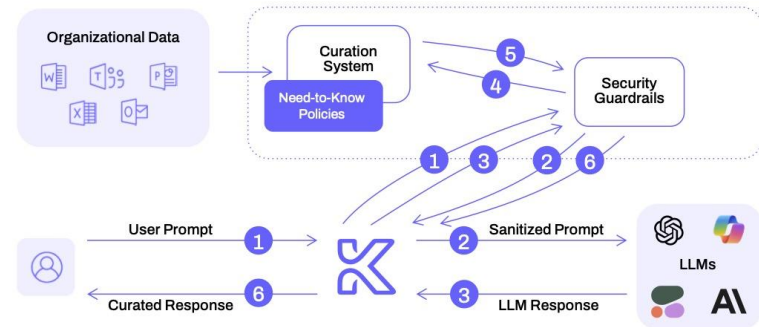 Organizational Data
W
T
P
X
O
Curation
System
Need-to-Know
Policies
5
4
Security
Guardrails
1
3
2
6
User Prompt
1
2
Sanitized Prompt
LLMs
6
Curated Response
3
LLM Response
AI